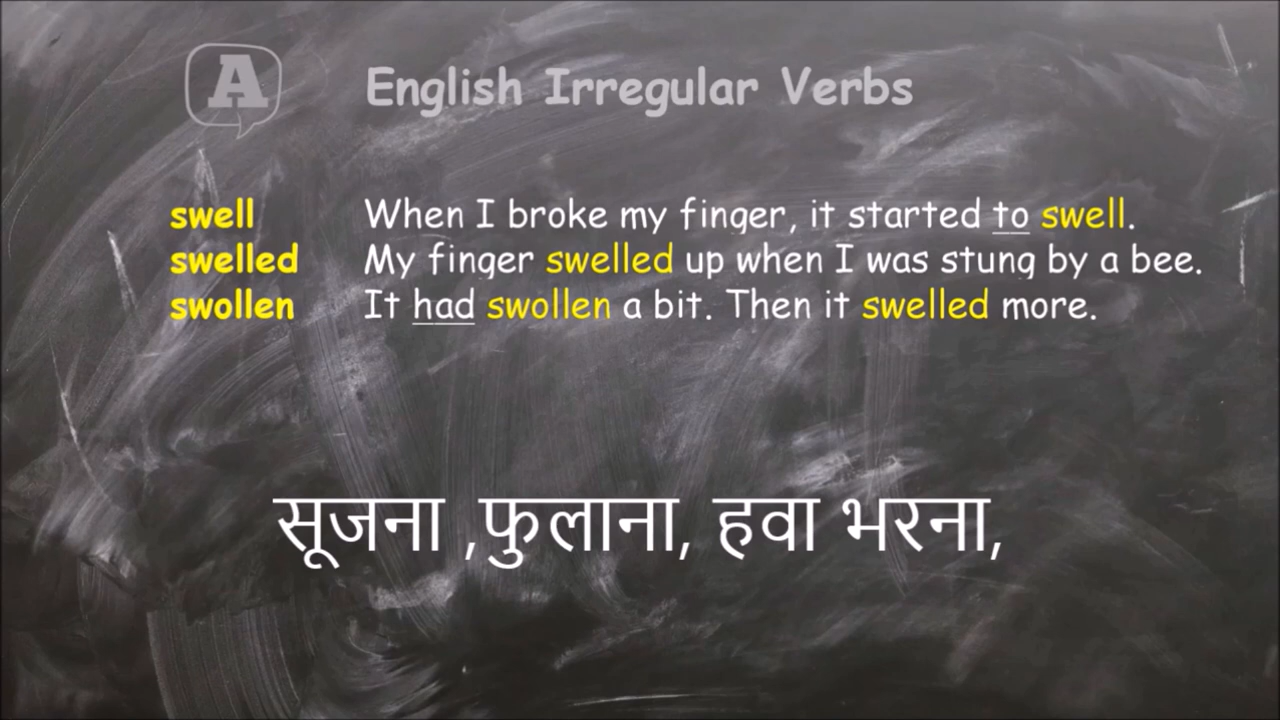 A English Irregular Verbs
swell When I broke my finger, it started to swell.
swelled My finger swelled up when I was stung by a bee.
swollen It had swollen a bit. Then it swelled more.
सूजना ,फुलाना, हवा भरना,